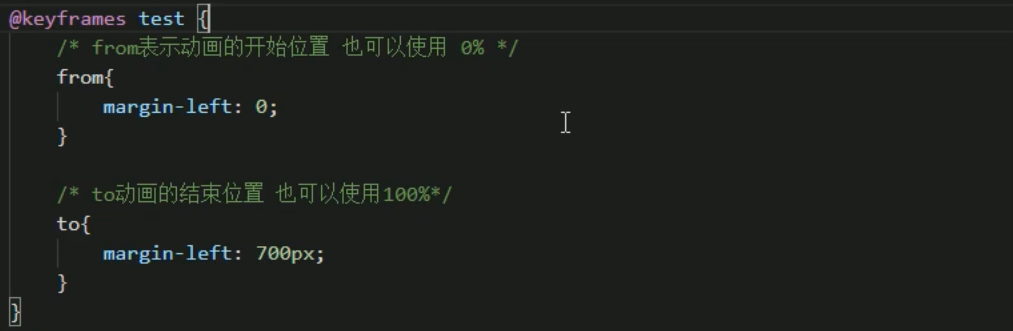 @keyframes test {
/* from表示动画的开始位置 也可以使用 0% */
from{
margin-left: 0;
}
/* to动画的结束位置 也可以使用100%*/
to{
margin-left: 700px;
}
}